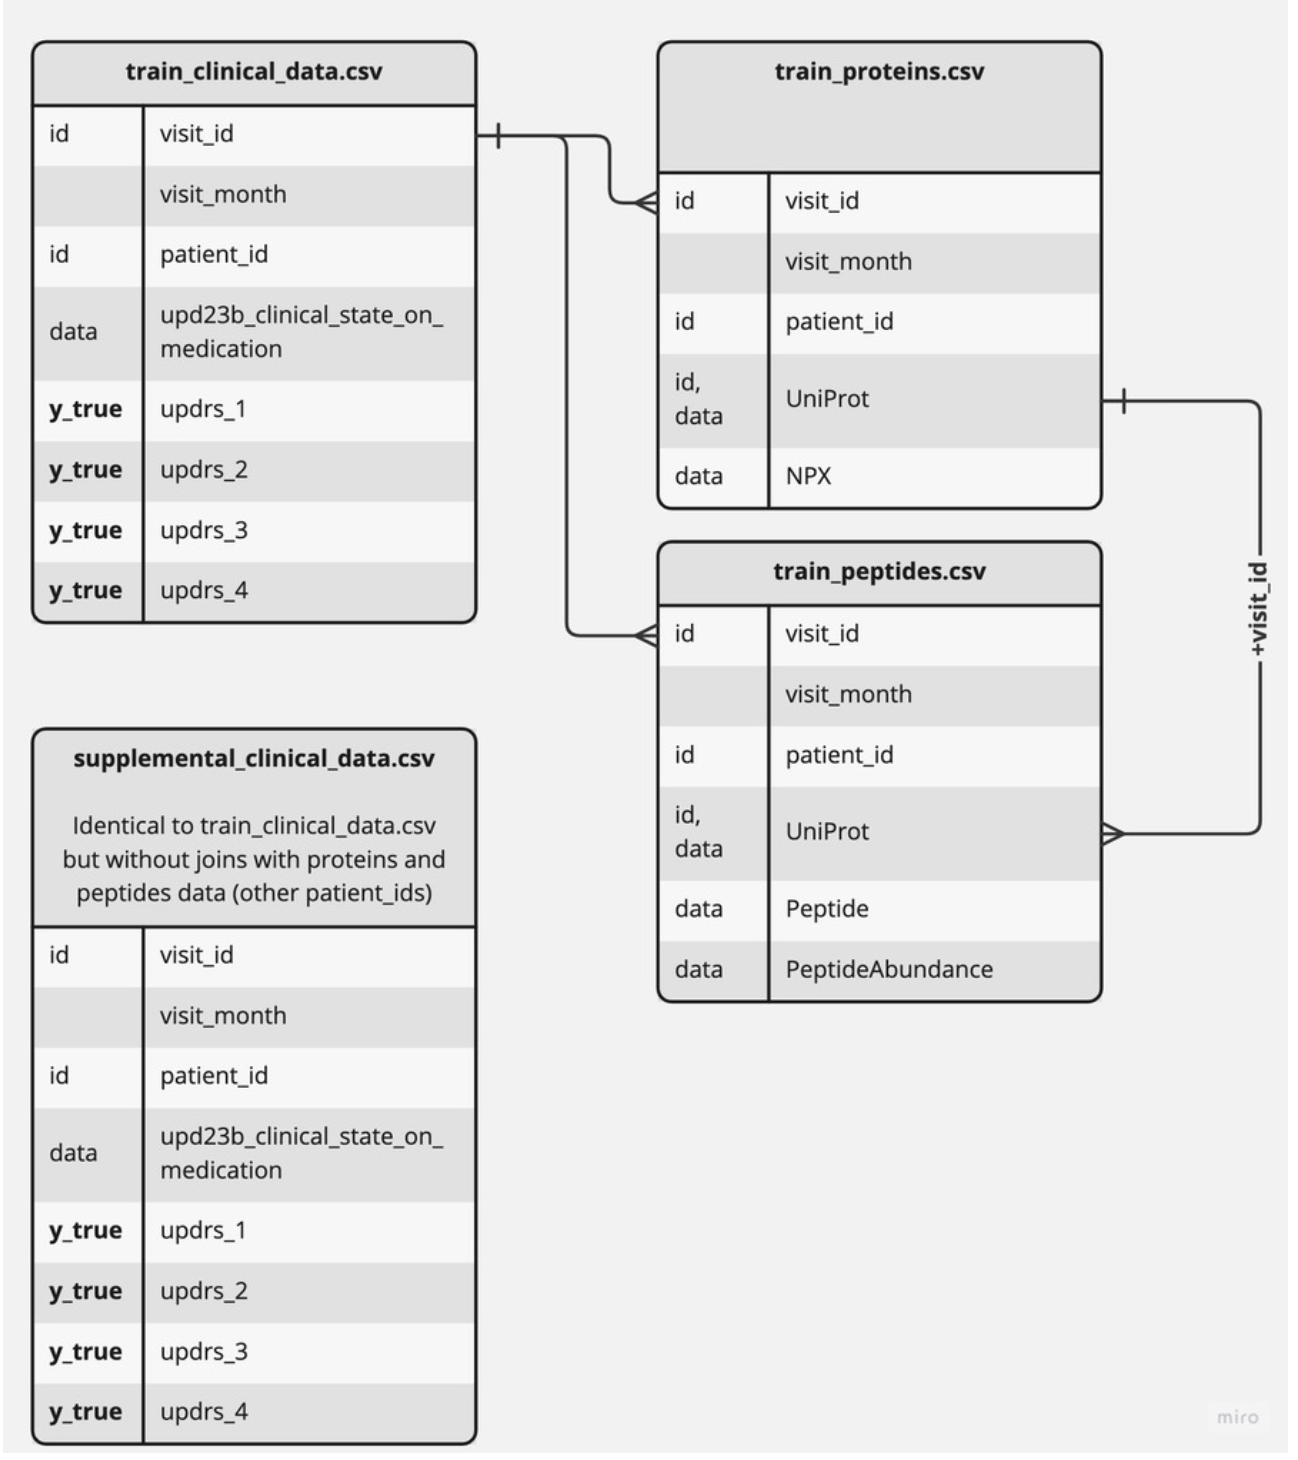 train_clinical_data.csv
id visit_id
visit_month
id patient_id
data upd23b_clinical_state_on_
medication
y_true updrs_1
y_true updrs_2
y_true updrs_3
y_true updrs_4
train_proteins.csv
id visit_id
visit_month
id patient_id
id,
data UniProt
data NPX
train_peptides.csv
id visit_id
visit_month
id patient_id
id,
data UniProt
data Peptide
data PeptideAbundance
+visit_id
supplemental_clinical_data.csv
Identical to train_clinical_data.csv
but without joins with proteins and
peptides data (other patient_ids)
id visit_id
visit_month
id patient_id
data upd23b_clinical_state_on_
medication
y_true updrs_1
y_true updrs_2
y_true updrs_3
y_true updrs_4
miro